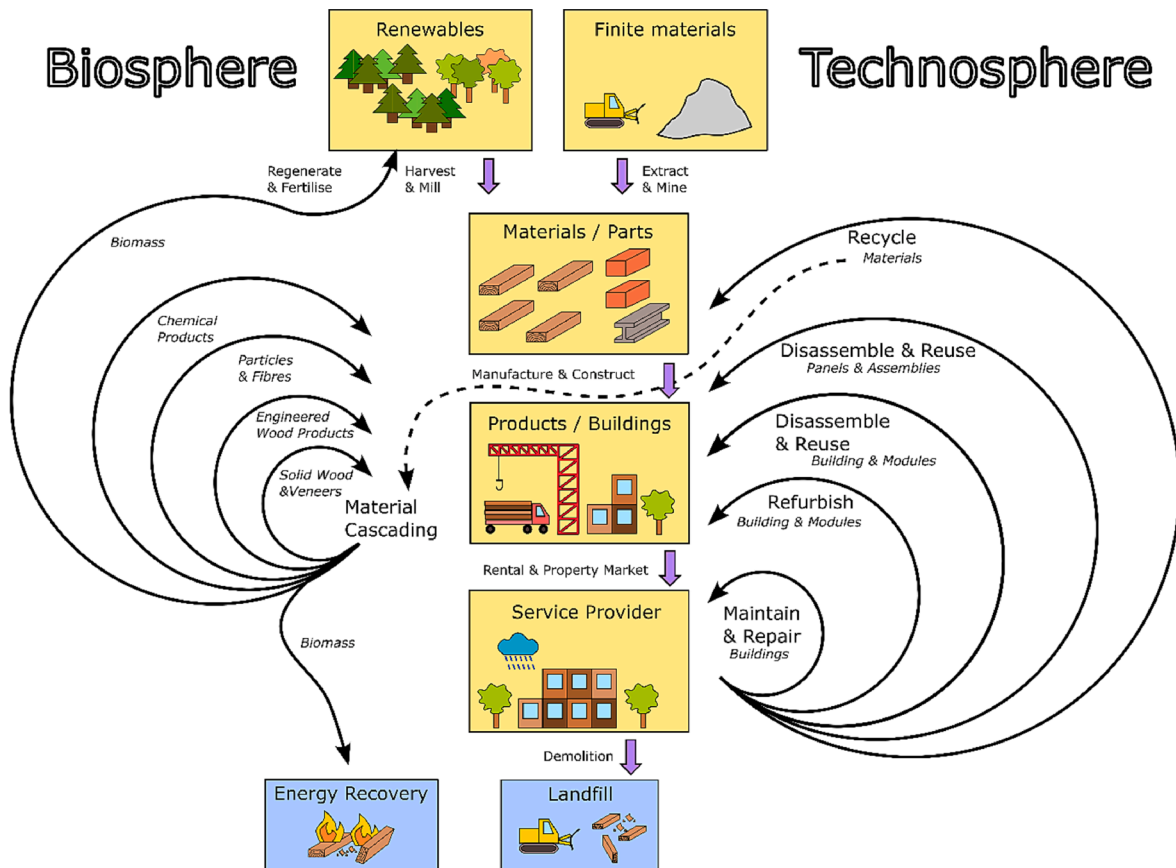 Biosphere
Renewables
Finite materials
Technosphere
Regenerate
& Fertilise
Harvest
& Mill
Extract
& Mine
Biomass
Materials / Parts
Recycle
Materials
Chemical
Products
Particles
& Fibres
Manufacture & Construct
Disassemble & Reuse
Panels & Assemblies
Engineered
Wood Products
Products / Buildings
Disassemble
& Reuse
Building & Modules
Solid Wood
&Veneers
Material
Cascading
Refurbish
Building & Modules
Rental & Property Market
Service Provider
Maintain
& Repair
Buildings
Biomass
Demolition
Energy Recovery
Landfill